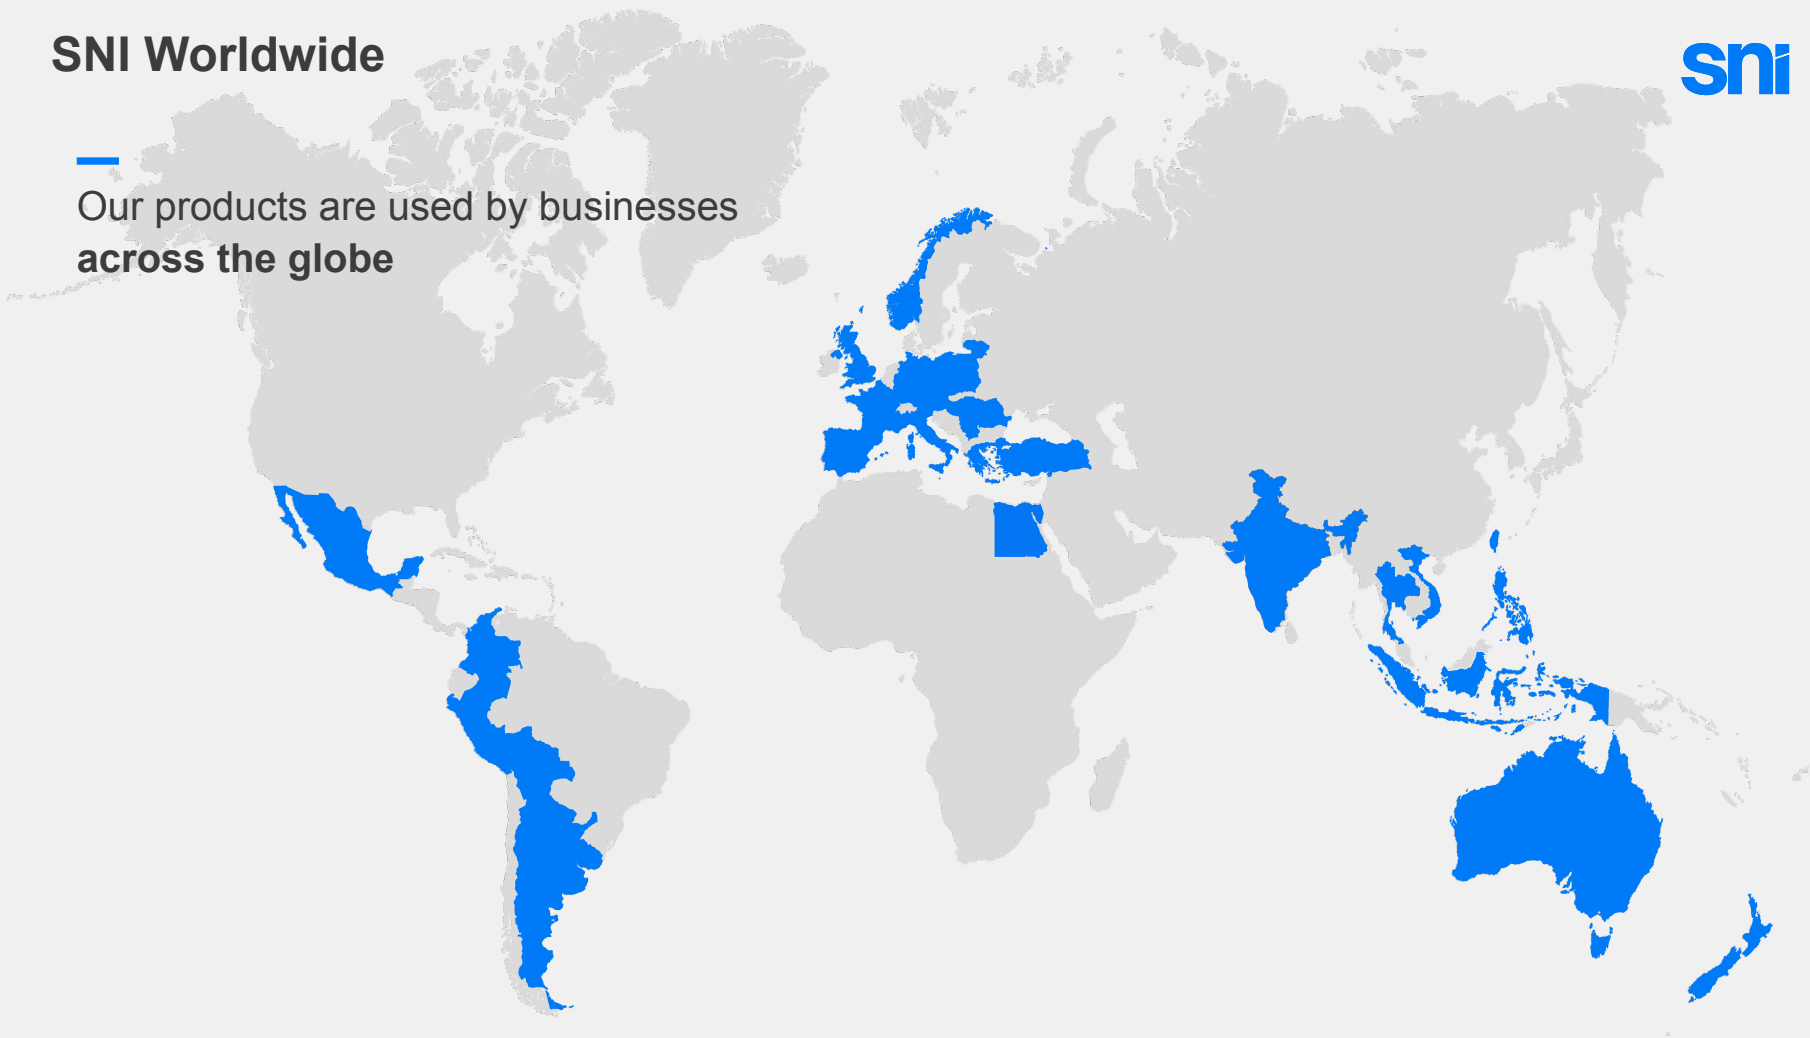 SNI Worldwide
sni
Our products are used by businesses
across the globe